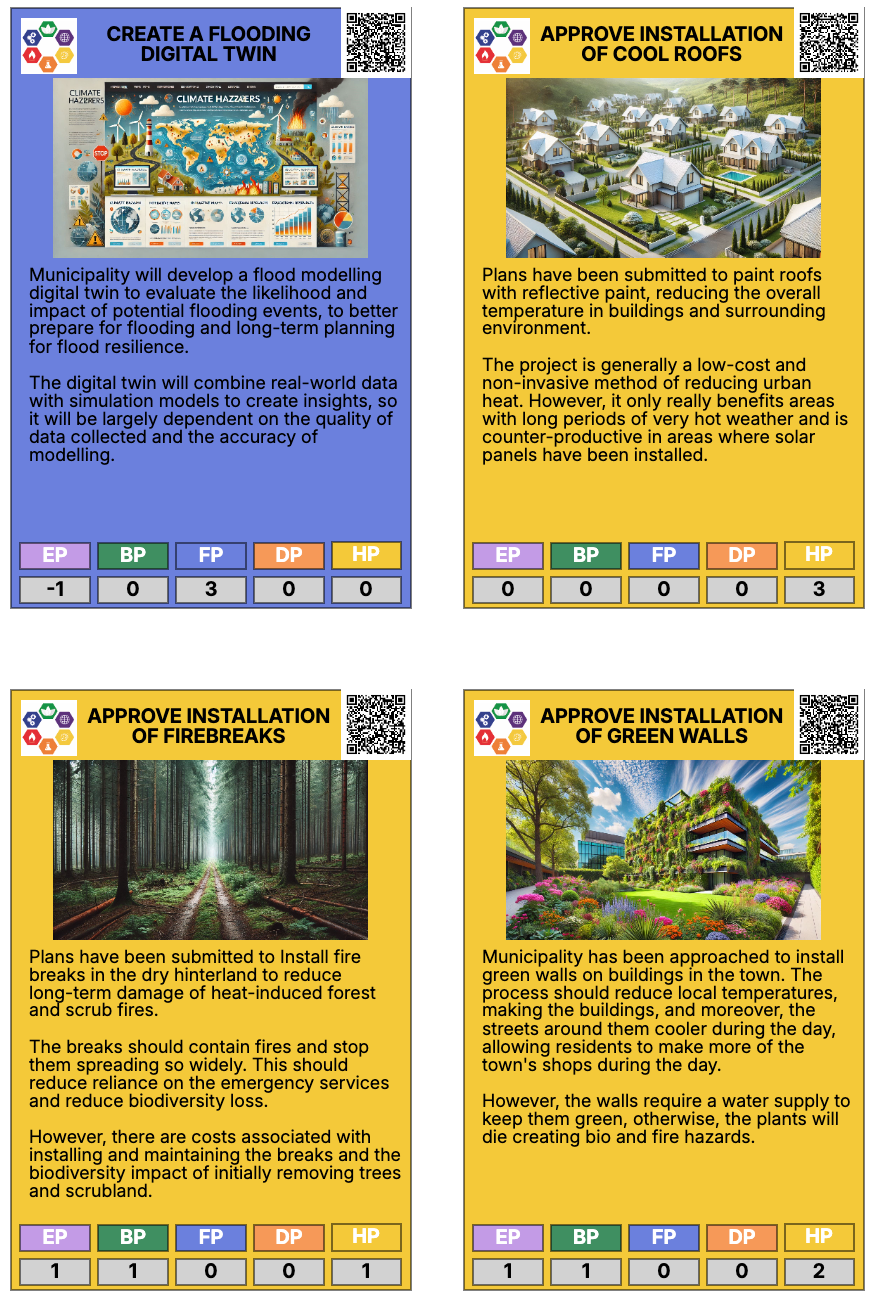 CREATE A FLOODING
DIGITAL TWIN
CLIMATE
HAZRRERS
CLIMATE HAZZAERS
STOP
Municipality will develop a flood modelling
digital twin to evaluate the likelihood and
impact of potential flooding events, to better
prepare for flooding and long-term planning
for flood resilience.
The digital twin will combine real-world data
with simulation models to create insights, so
it will be largely dependent on the quality of
data collected and the accuracy of
modelling.
EP BP FP DP HP
-1 0 3 0 0
APPROVE INSTALLATION
OF COOL ROOFS
Plans have been submitted to paint roofs
with reflective paint, reducing the overall
temperature in buildings and surrounding
environment.
The project is generally a low-cost and
non-invasive method of reducing urban
heat. However, it only really benefits areas
with long periods of very hot weather and is
counter-productive in areas where solar
panels have been installed.
EP BP FP DP HP
0 0 0 0 3
APPROVE INSTALLATION
OF FIREBREAKS
Plans have been submitted to Install fire
breaks in the dry hinterland to reduce
long-term damage of heat-induced forest
and scrub fires.
The breaks should contain fires and stop
them spreading so widely. This should
reduce reliance on the emergency services
and reduce biodiversity loss.
However, there are costs associated with
installing and maintaining the breaks and the
biodiversity impact of initially removing trees
and scrubland.
EP BP FP DP HP
1 1 0 0 1
APPROVE INSTALLATION
OF GREEN WALLS
Municipality has been approached to install
green walls on buildings in the town. The
process should reduce local temperatures,
making the buildings, and moreover, the
streets around them cooler during the day,
allowing residents to make more of the
town's shops during the day.
However, the walls require a water supply to
keep them green, otherwise, the plants will
die creating bio and fire hazards.
EP BP FP DP HP
1 1 0 0 2